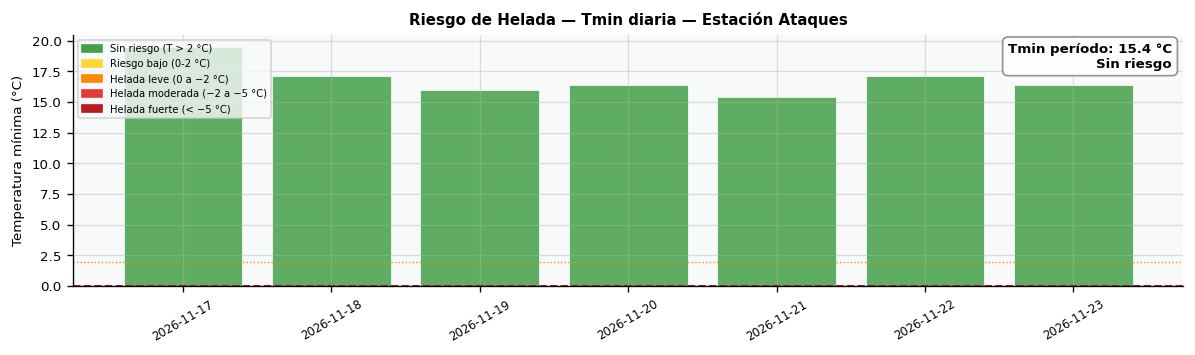 Riesgo de Helada — Tmin diaria — Estación Ataques
Temperatura mínima (°C)
20.0
17.5
15.0
12.5
10.0
7.5
5.0
2.5
0.0
Sin riesgo (T > 2 °C)
Riesgo bajo (0-2 °C)
Helada leve (0 a −2 °C)
Helada moderada (−2 a −5 °C)
Helada fuerte (< −5 °C)
Tmin período: 15.4 °C
Sin riesgo
2026-11-17
2026-11-18
2026-11-19
2026-11-20
2026-11-21
2026-11-22
2026-11-23